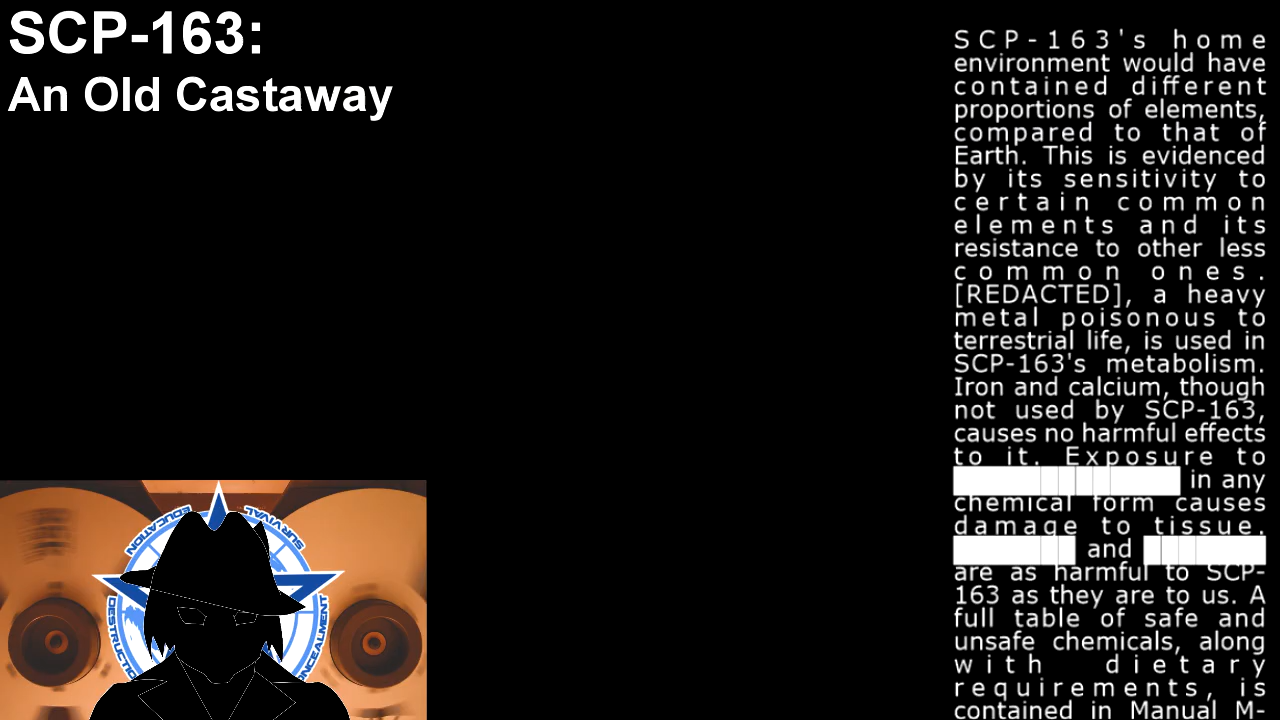 SCP-163:
An Old Castaway
SCP-163's home
environment would have
contained different
proportions of elements,
compared to that of
Earth. This is evidenced
by its sensitivity to
certain common
elements and its
resistance to other less
common ones.
[REDACTED], a heavy
metal poisonous to
terrestrial life, is used in
SCP-163's metabolism.
Iron and calcium, though
not used by SCP-163,
causes no harmful effects
to it. Exposure to
█████████████ in any
chemical form causes
damage to tissue.
███████ and ███████
are as harmful to SCP-
163 as they are to us. A
full table of safe and
unsafe chemicals, along
with dietary
requirements, is
contained in Manual M-
EDUCATION
SURVIVAL